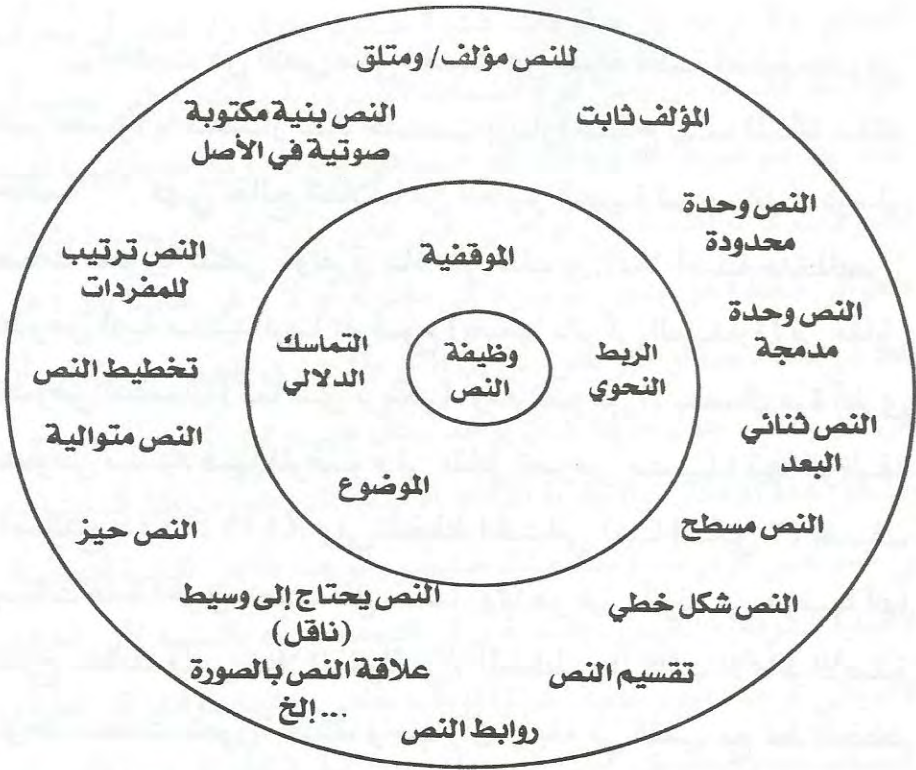 للنص مؤلف/ ومتلق
المؤلف ثابت
النص بنية مكتوبة
صوتية في الأصل
النص وحدة
محدودة
الموقفية
النص ترتيب
للمفردات
النص وحدة
مدمجة
الربط
النحوي
وظيفة
النص
التماسك
الدلالي
تخطيط النص
النص ثنائي
البعد
النص متوالية
الموضوع
النص مسطح
النص حيز
النص شكل خطي
النص يحتاج إلى وسيط
(ناقل)
تقسيم النص
علاقة النص بالصورة
... إلخ
روابط النص